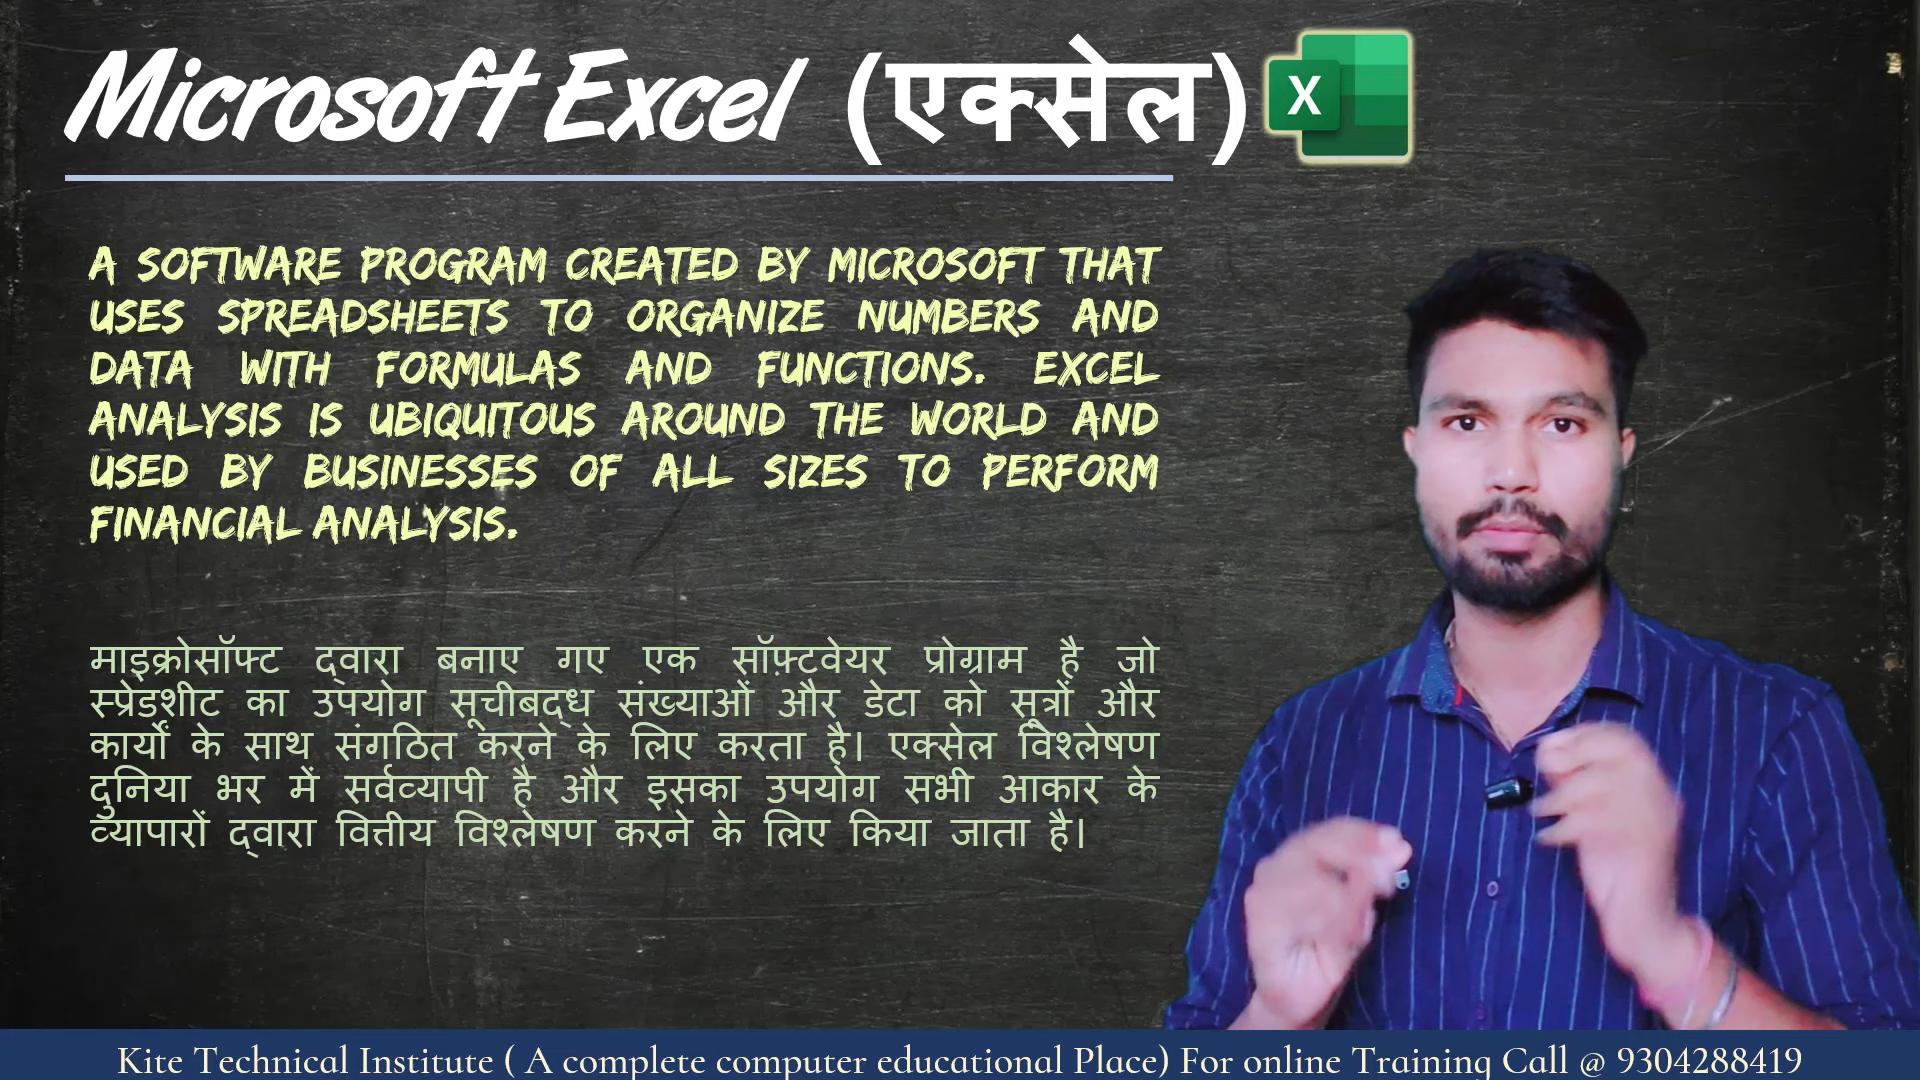 Microsoft Excel (एक्सेल)
X
A SOFTWARE PROGRAM CREATED BY MICROSOFT THAT
USES SPREADSHEETS TO ORGANIZE NUMBERS AND
DATA WITH FORMULAS AND FUNCTIONS. EXCEL
ANALYSIS IS UBIQUITOUS AROUND THE WORLD AND
USED BY BUSINESSES OF ALL SIZES TO PERFORM
FINANCIAL ANALYSIS.
माइक्रोसॉफ्ट द्वारा बनाए गए एक सॉफ़्टवेयर प्रोग्राम है जो
स्प्रेडशीट का उपयोग सूचीबद्ध संख्याओं और डेटा को सूत्रों और
कार्यों के साथ संगठित करने के लिए करता है। एक्सेल विश्लेषण
दुनिया भर में सर्वव्यापी है और इसका उपयोग सभी आकार के
व्यापारों द्वारा वित्तीय विश्लेषण करने के लिए किया जाता है।
Kite Technical Institute ( A complete computer educational Place) For online Training Call @ 9304288419